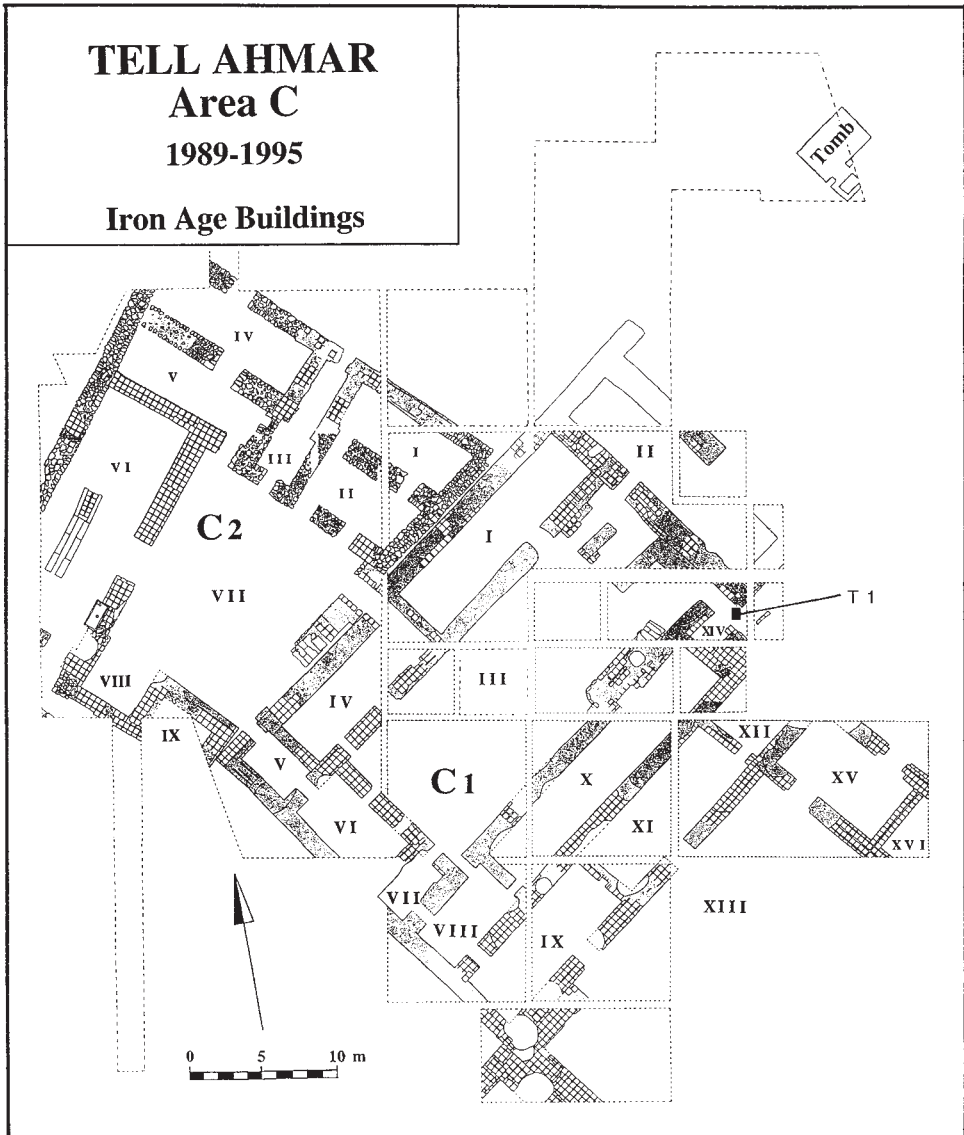 TELL AHMAR
Area C
1989-1995
Iron Age Buildings
Tomb
IV
V
I
III
VI
II
II
C2
I
VII
T 1
XIV
VIII
III
IV
IX
XII
V
C1
X
XV
VI
XI
XVI
VII
XIII
VIII
IX
0 5 10 m